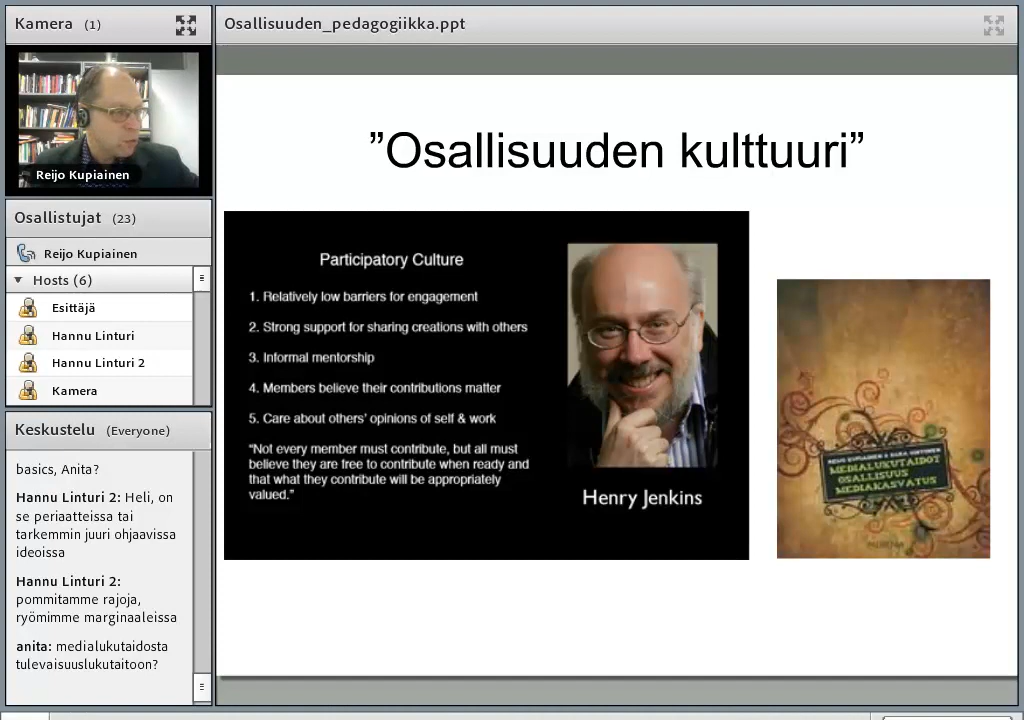 Kamera (1)
Reijo Kupiainen
Osallistujat (23)
Reijo Kupiainen
Hosts (6)
Esittäjä
Hannu Linturi
Hannu Linturi 2
Kamera
Keskustelu (Everyone)
basics, Anita?
Hannu Linturi 2: Heli, on
se periaatteissa tai
tarkemmin juuri ohjaavissa
ideoissa
Hannu Linturi 2:
pommitamme rajoja,
ryömimme marginaaleissa
anita: medialukutaidosta
tulevaisuuslukutaitoon?
Osallisuuden_pedagogiikka.ppt
”Osallisuuden kulttuuri”
Participatory Culture
1. Relatively low barriers for engagement
2. Strong support for sharing creations with others
3. Informal mentorship
4. Members believe their contributions matter
5. Care about others’ opinions of self & work
“Not every member must contribute, but all must
believe they are free to contribute when ready and
that what they contribute will be appropriately
valued.”
Henry Jenkins
MEDIALUKUTAIDOT
OSALLISUUS
MEDIAKASVATUS